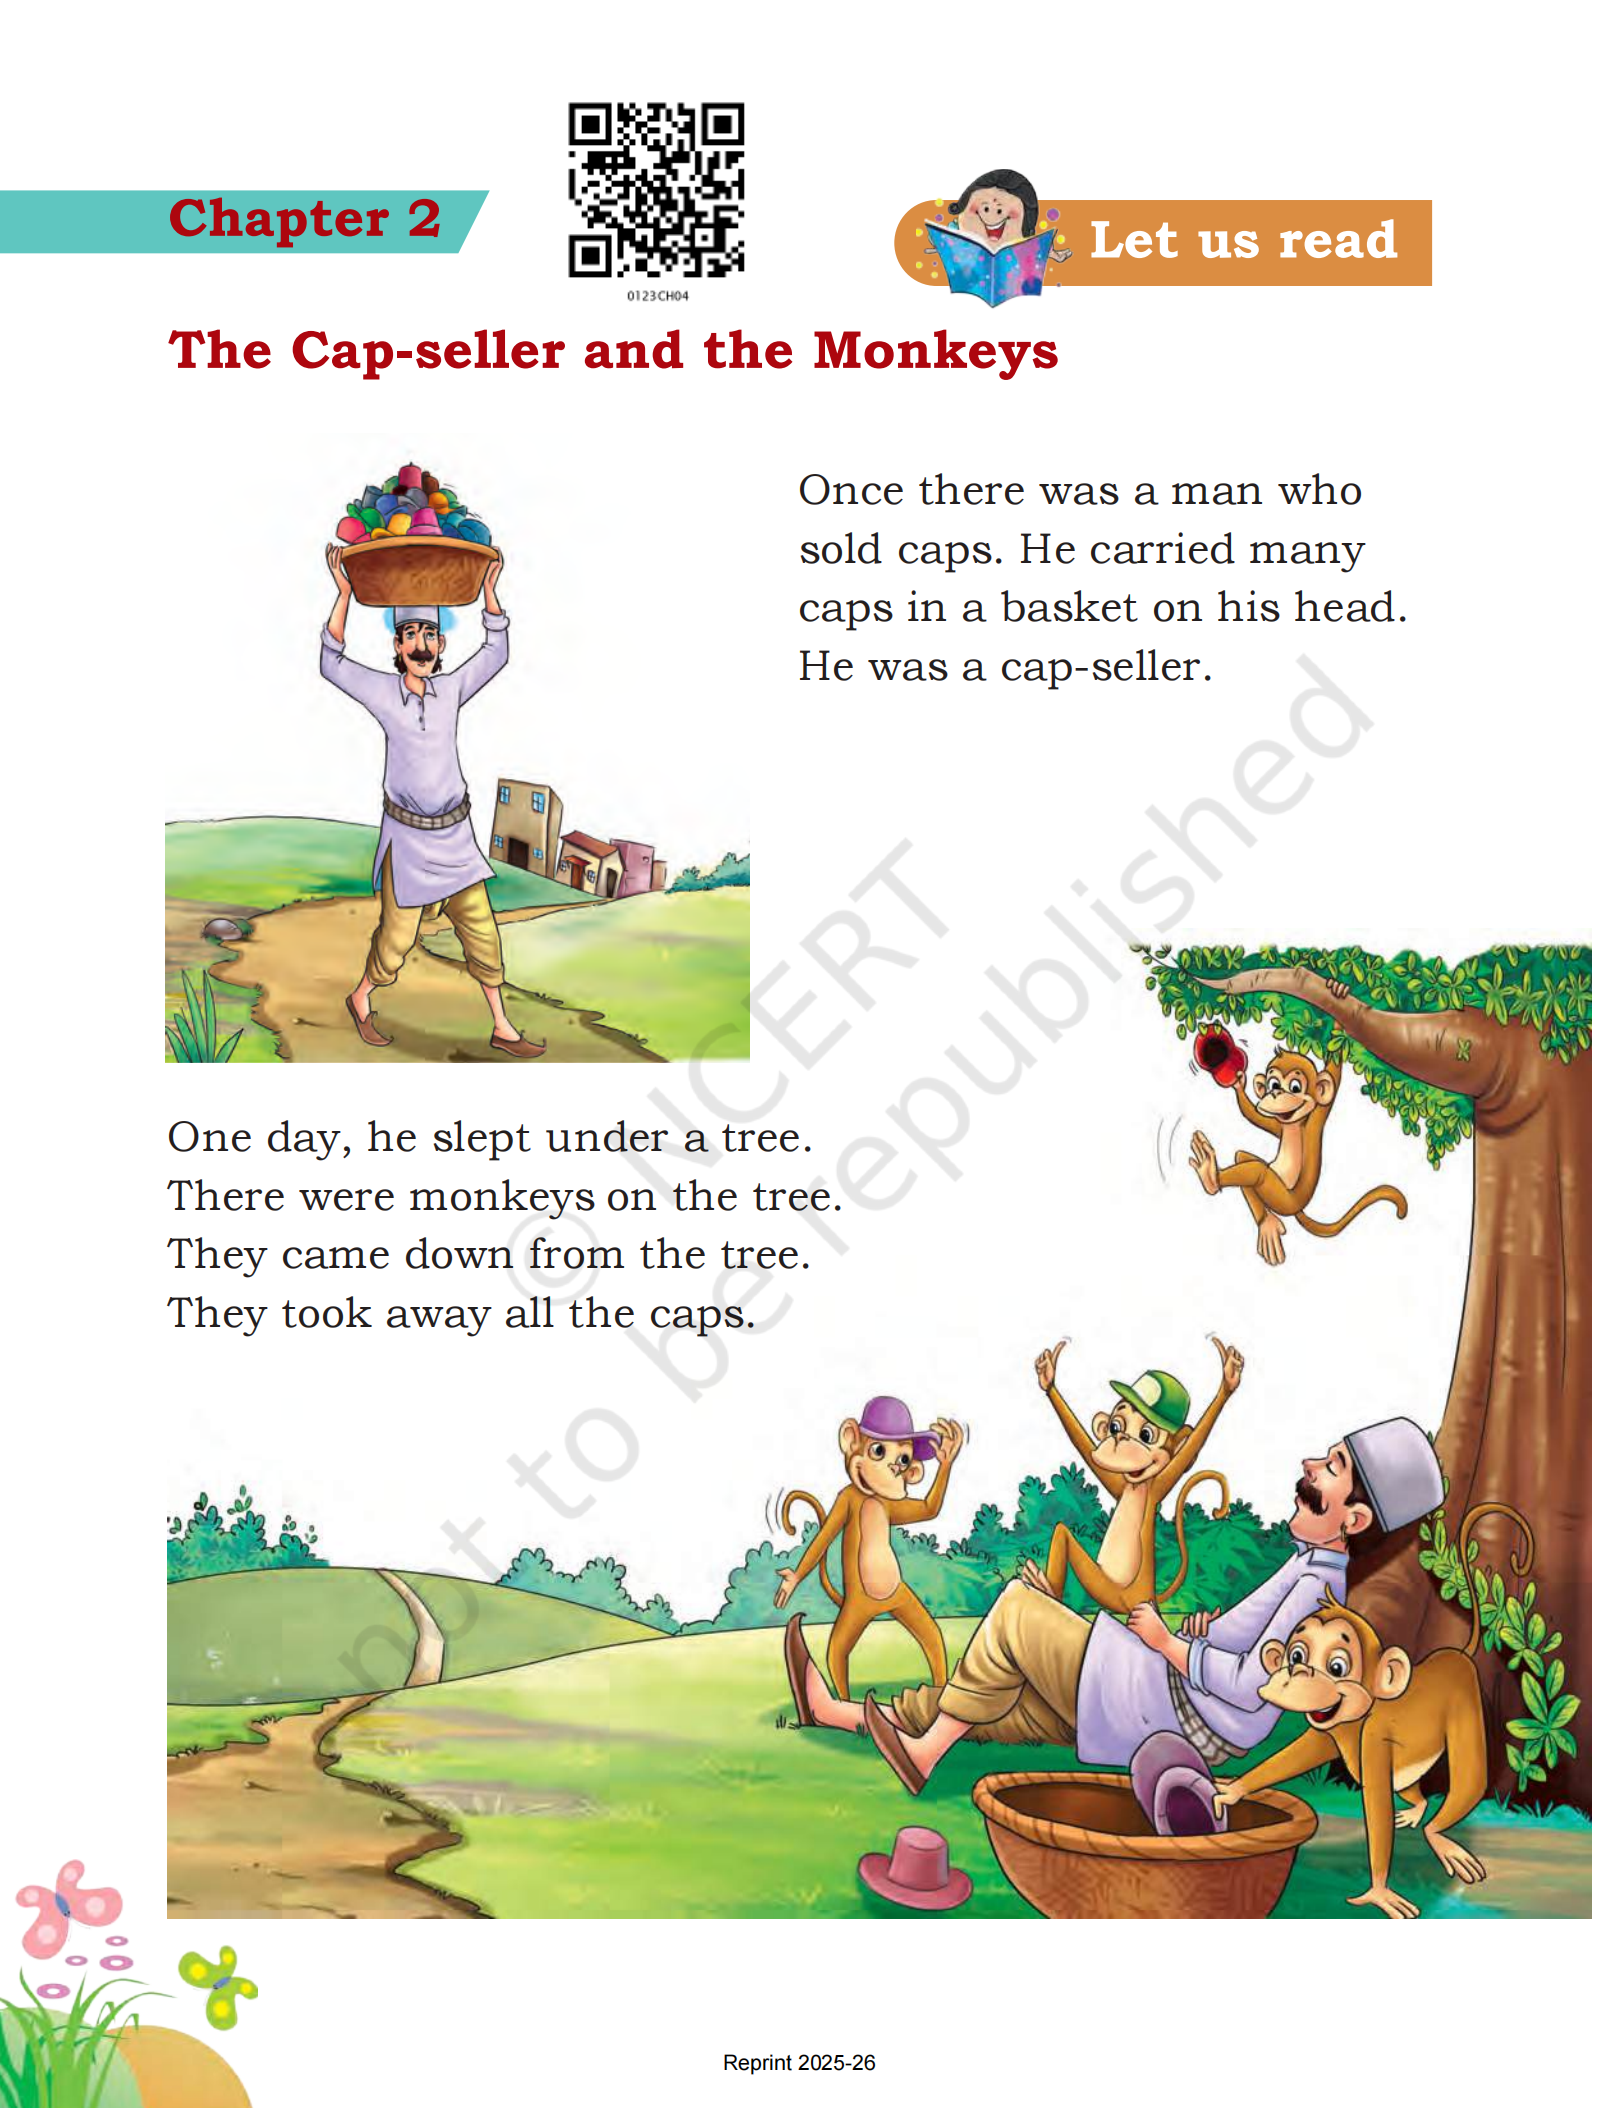 Chapter 2
0123CH04
Let us read
The Cap-seller and the Monkeys
Once there was a man who
sold caps. He carried many
caps in a basket on his head.
He was a cap-seller.
One day, he slept under a tree.
There were monkeys on the tree.
They came down from the tree.
They took away all the caps.
© NCERT
not to be republished
Reprint 2025-26